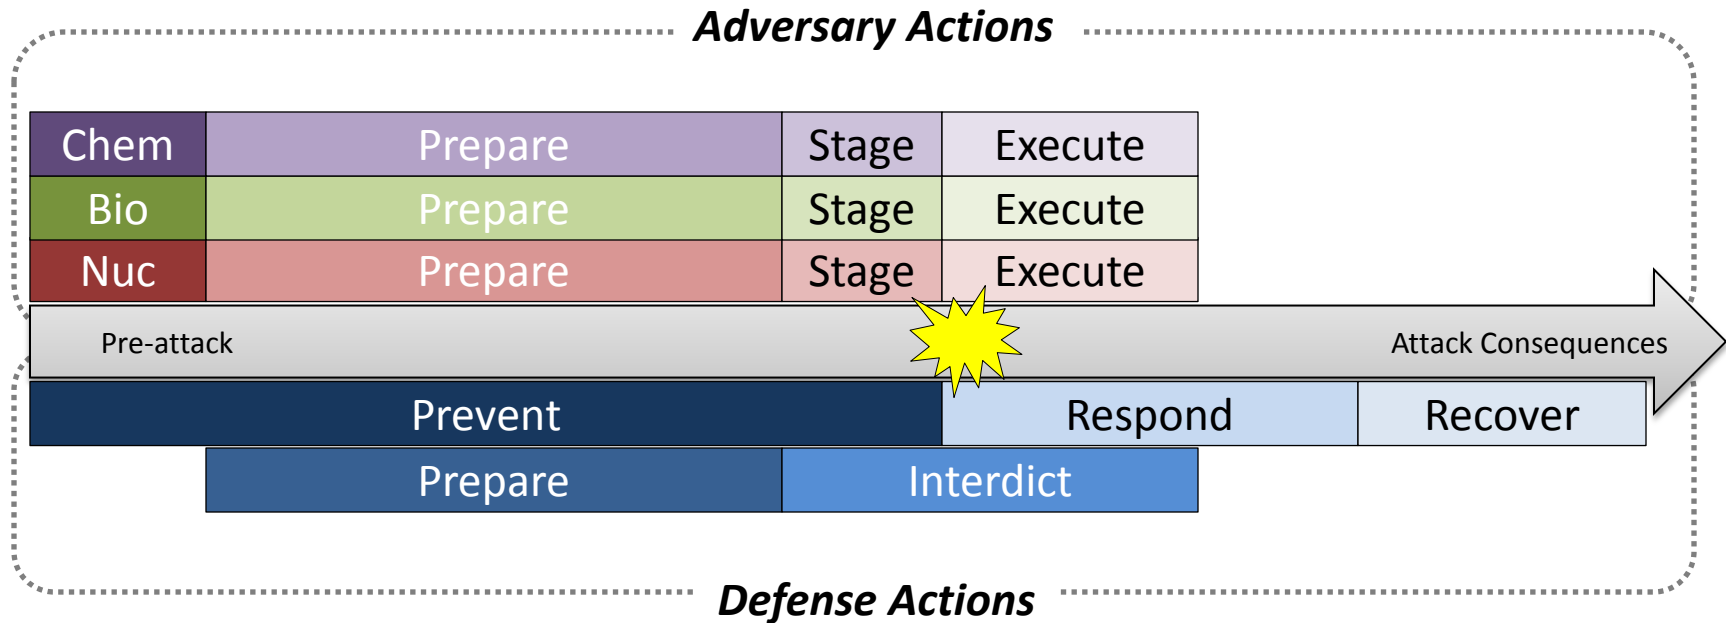 Adversary Actions
Chem Prepare Stage Execute
Bio Prepare Stage Execute
Nuc Prepare Stage Execute
Pre-attack Attack Consequences
Prevent Respond Recover
Prepare Interdict
Defense Actions